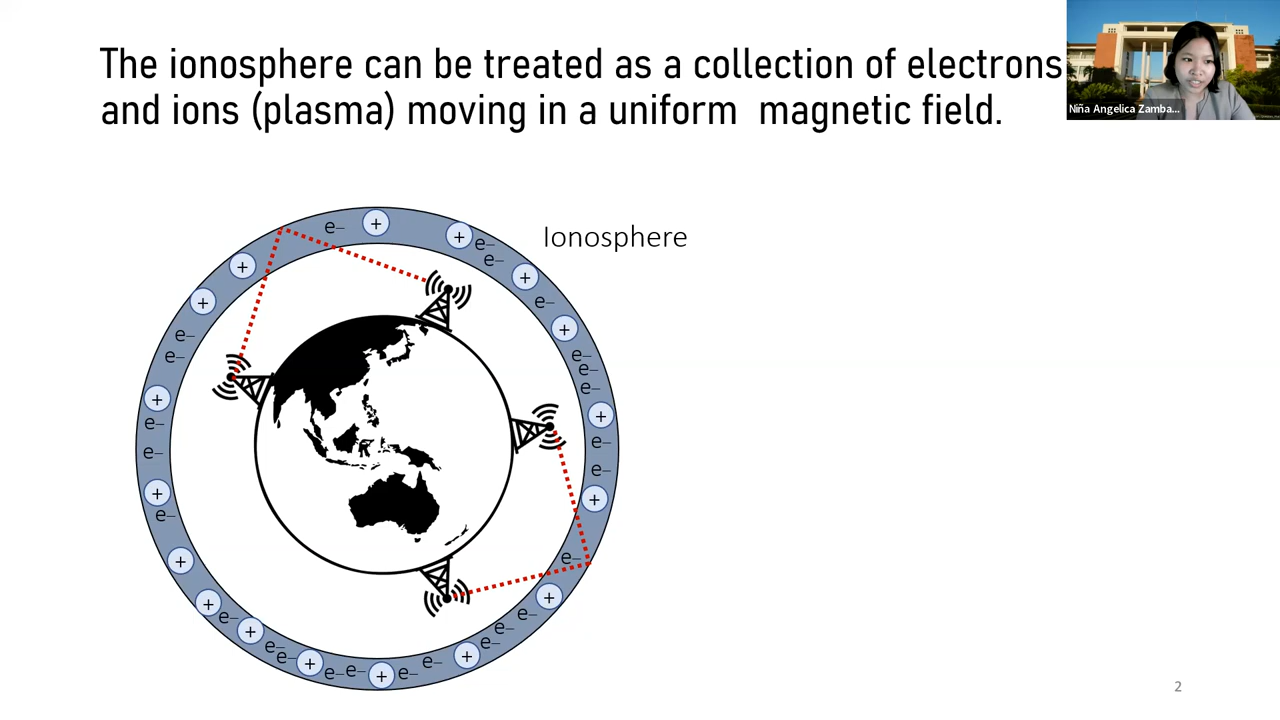 The ionosphere can be treated as a collection of electrons
and ions (plasma) moving in a uniform magnetic field.
Niña Angelica Zamba...
Ionosphere
e– + + e–
+ e– +
+ e–
+
e– e–
e– e–
e–
+ +
e– e–
e– e–
+ +
e–
+ e–
+ +
e– e–
+ e–
e– e–
e– + +
e– e– + e– e–
2